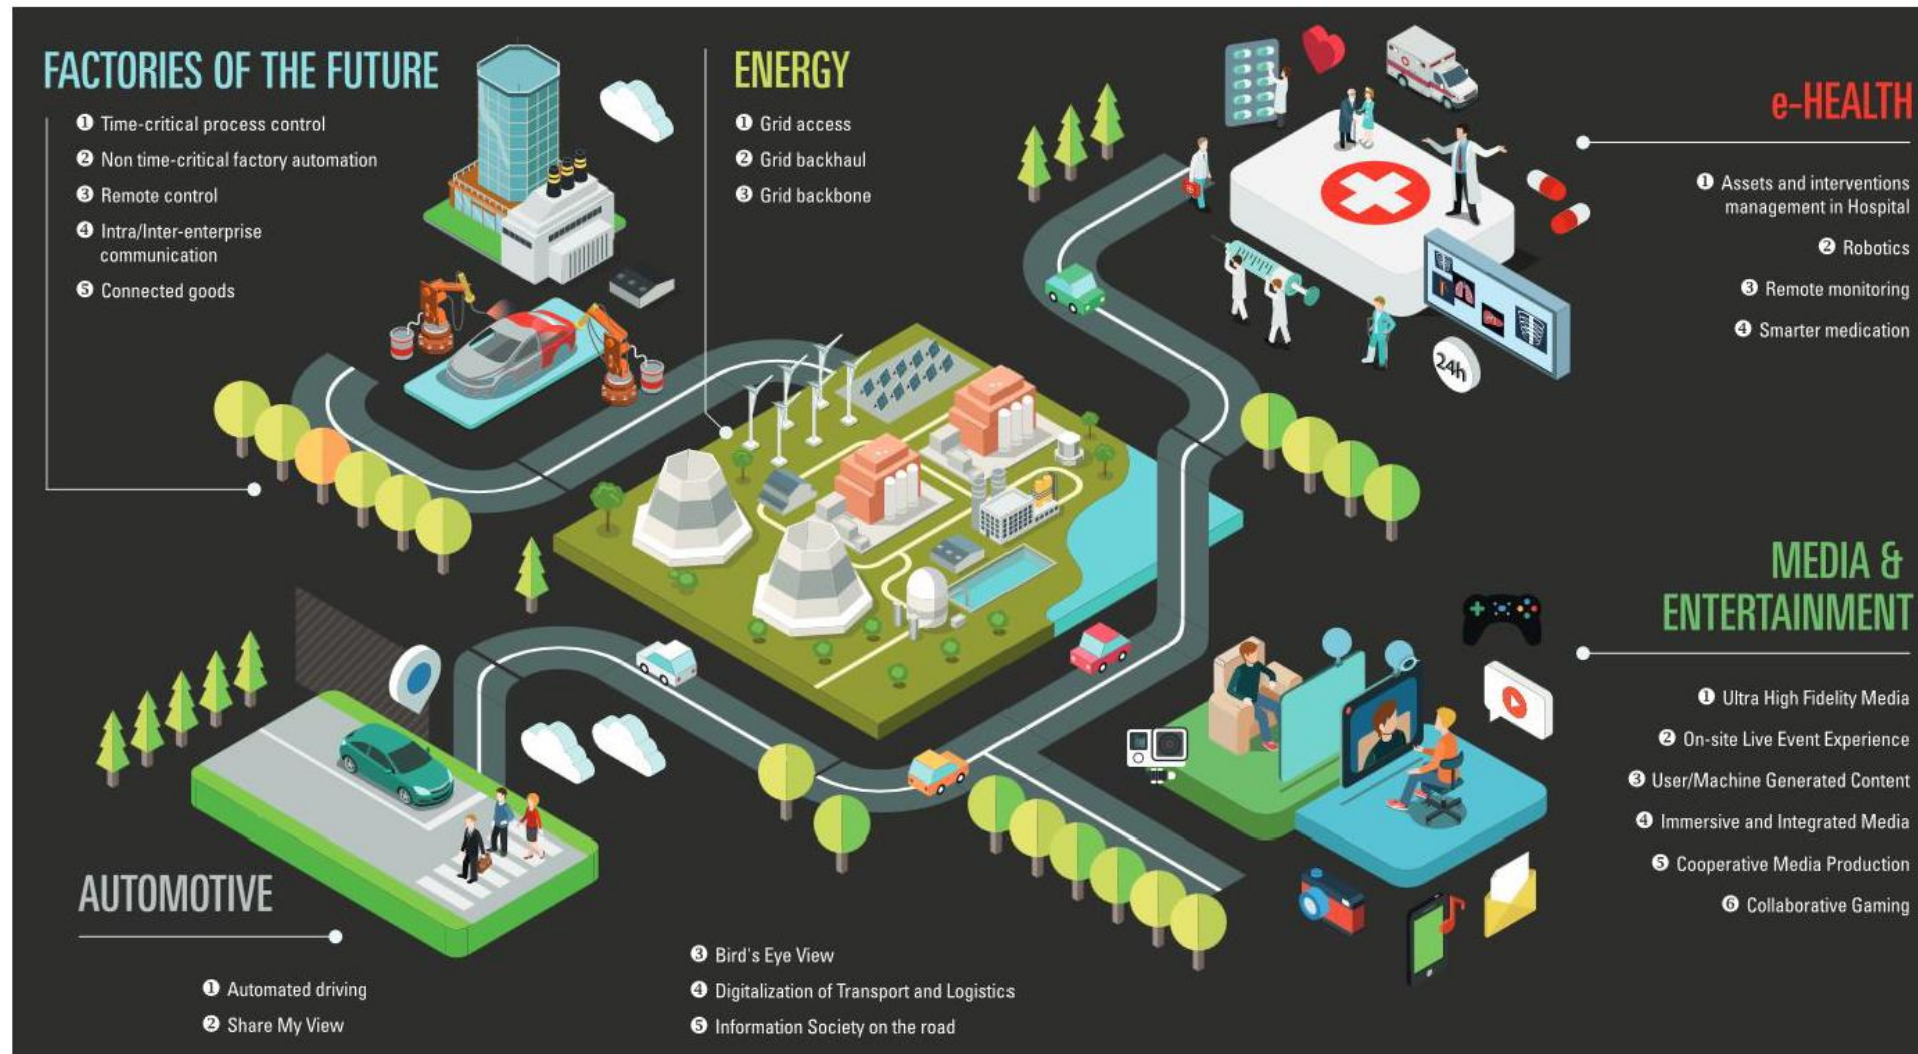 FACTORIES OF THE FUTURE
❶ Time-critical process control
❷ Non time-critical factory automation
❸ Remote control
❹ Intra/Inter-enterprise
communication
❺ Connected goods
ENERGY
❶ Grid access
❷ Grid backhaul
❸ Grid backbone
e-HEALTH
❶ Assets and interventions
management in Hospital
❷ Robotics
❸ Remote monitoring
❹ Smarter medication
24h
MEDIA &
ENTERTAINMENT
❶ Ultra High Fidelity Media
❷ On-site Live Event Experience
❸ User/Machine Generated Content
❹ Immersive and Integrated Media
❺ Cooperative Media Production
❻ Collaborative Gaming
AUTOMOTIVE
❶ Automated driving
❷ Share My View
❸ Bird's Eye View
❹ Digitalization of Transport and Logistics
❺ Information Society on the road